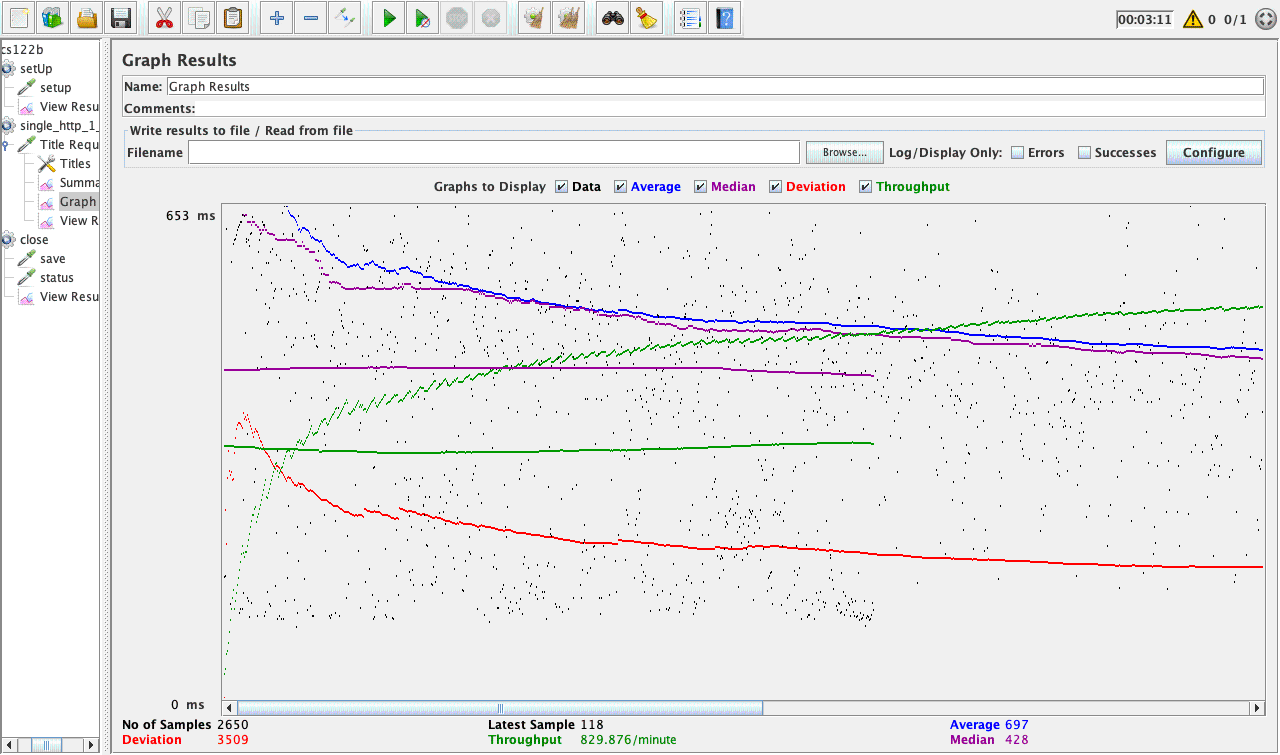 00:03:11 0 0/1
cs122b
setUp
setup
View Resu
single_http_1_
Title Requ
Titles
Summa
Graph
View R
close
save
status
View Resu
Graph Results
Name: Graph Results
Comments:
Write results to file / Read from file
Filename Browse... Log/Display Only: Errors Successes Configure
Graphs to Display Data Average Median Deviation Throughput
653 ms
0 ms
No of Samples 2650 Latest Sample 118 Average 697
Deviation 3509 Throughput 829.876/minute Median 428